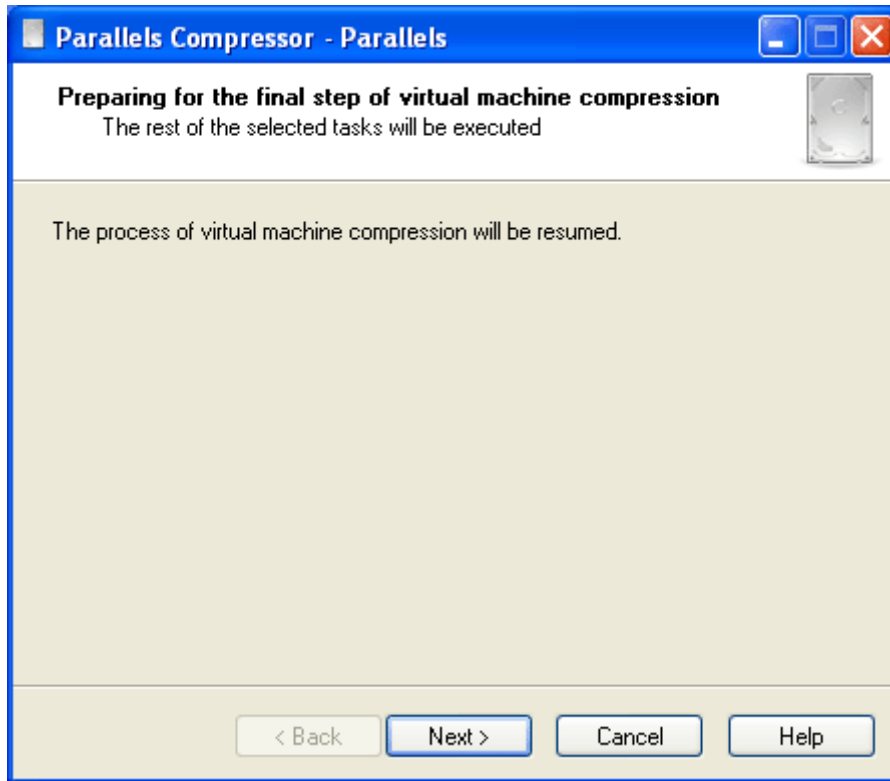 Parallels Compressor - Parallels
Preparing for the final step of virtual machine compression
The rest of the selected tasks will be executed
The process of virtual machine compression will be resumed.
< Back Next > Cancel Help